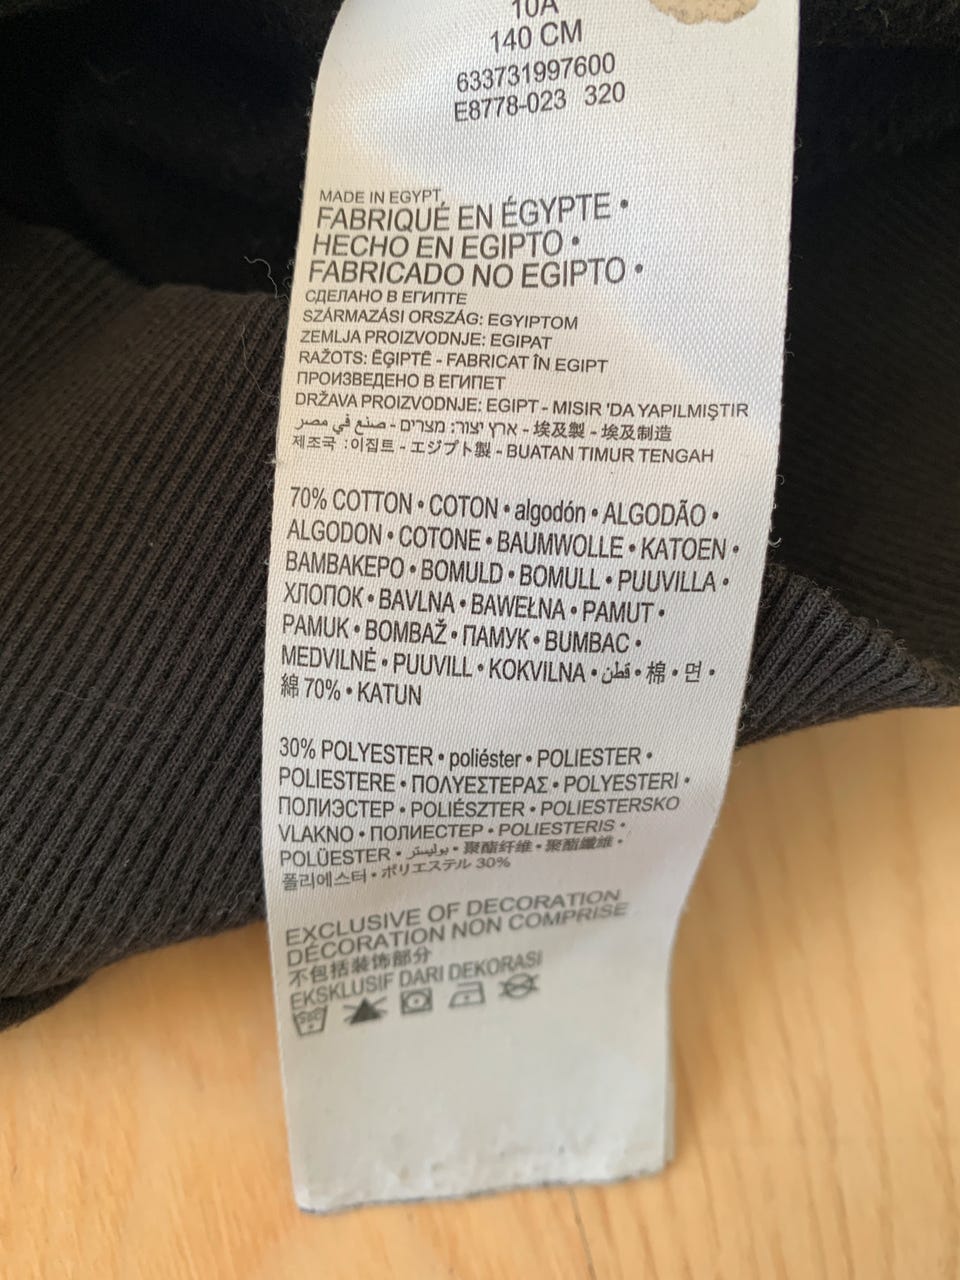 10A
140 CM
633731997600
E8778-023 320
MADE IN EGYPT,
FABRIQUÉ EN ÉGYPTE •
HECHO EN EGIPTO •
FABRICADO NO EGIPTO •
СДЕЛАНО В ЕГИПТЕ
SZÁRMAZÁSI ORSZÁG: EGYIPTOM
ZEMLJA PROIZVODNJE: EGIPAT
RAŽOTS: ĒĢIPTĒ - FABRICAT ÎN EGIPT
ПРОИЗВЕДЕНО В ЕГИПЕТ
DRŽAVA PROIZVODNJE: EGIPT - MISIR 'DA YAPILMIŞTIR
صنع في مصر - ארץ יצור: מצרים - 埃及製 - 埃及制造
제조국 :이집트 - エジプト製 - BUATAN TIMUR TENGAH
70% COTTON • COTON • algodón • ALGODÃO •
ALGODON • COTONE • BAUMWOLLE • KATOEN •
BAMBAKEPO • BOMULD • BOMULL • PUUVILLA •
ХЛОПОК • BAVLNA • BAWEŁNA • PAMUT •
PAMUK • BOMBAŽ • ПАМУК • BUMBAC •
MEDVILNĖ • PUUVILL • KOKVILNA • قطن • 棉 • 면 •
綿 70% • KATUN
30% POLYESTER • poliéster • POLIESTER •
POLIESTERE • ΠΟΛΥΕΣΤΕΡΑΣ • POLYESTERI •
ПОЛИЭСТЕР • POLIÉSZTER • POLIESTERSKO
VLAKNO • ПОЛИЕСТЕР • POLIESTERIS •
POLÜESTER • بوليستر • 聚酯纤维 • 聚酯纖維 •
폴리에스터 • ポリエステル 30%
EXCLUSIVE OF DECORATION
DÉCORATION NON COMPRISE
不包括装饰部分
EKSKLUSIF DARI DEKORASI